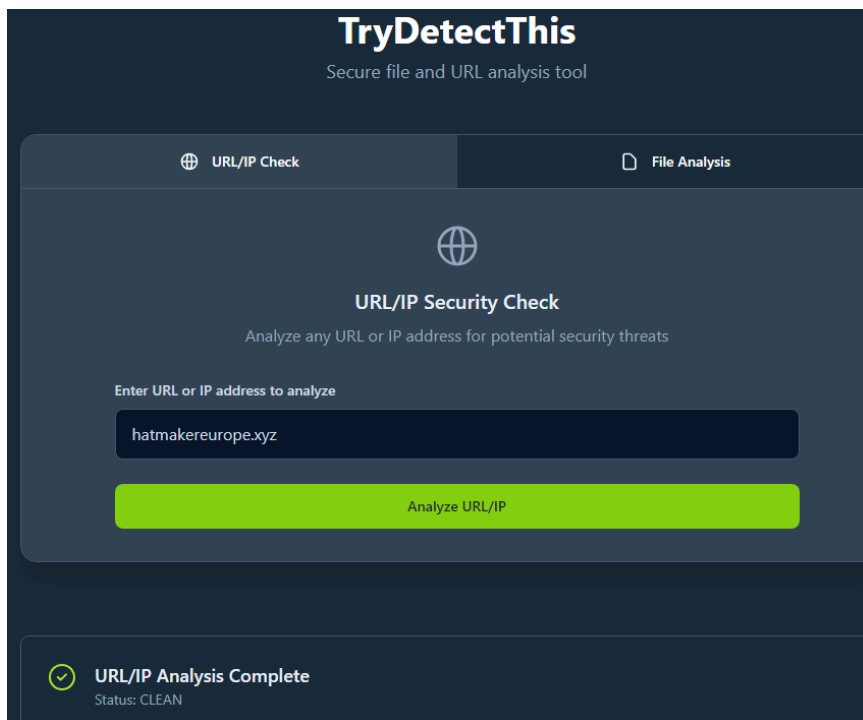 TryDetectThis
Secure file and URL analysis tool
URL/IP Check
File Analysis
URL/IP Security Check
Analyze any URL or IP address for potential security threats
Enter URL or IP address to analyze
hatmakereurope.xyz
Analyze URL/IP
URL/IP Analysis Complete
Status: CLEAN